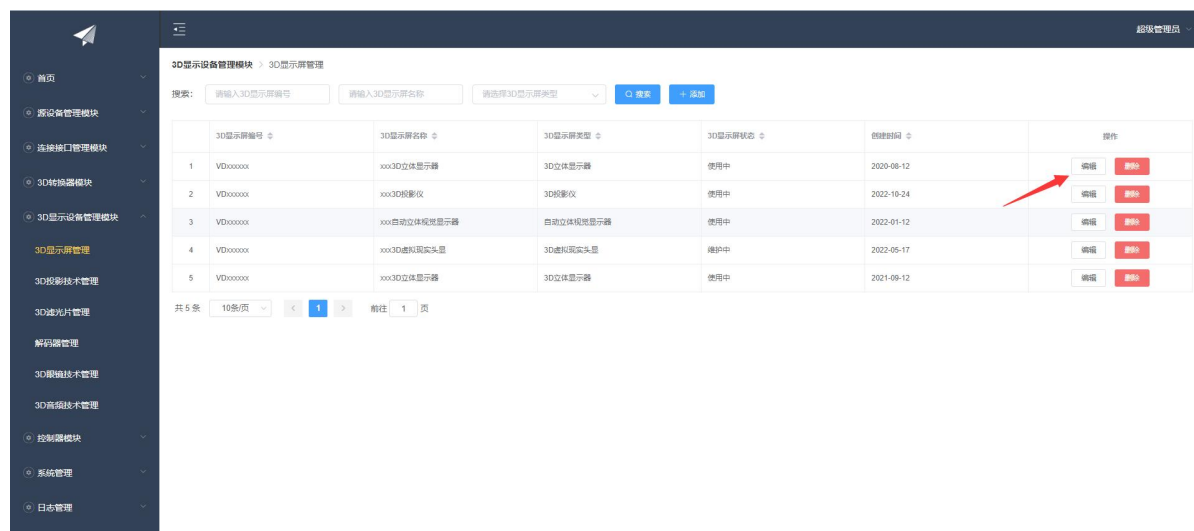 超级管理员
首页
源设备管理模块
连接接口管理模块
3D转换器模块
3D显示设备管理模块
3D显示屏管理
3D投影技术管理
3D滤光片管理
解码器管理
3D眼镜技术管理
3D音频技术管理
控制器模块
系统管理
日志管理
3D显示设备管理模块 > 3D显示屏管理
搜索: 请输入3D显示屏编号 请输入3D显示屏名称 请选择3D显示屏类型 搜索 + 添加
3D显示屏编号 3D显示屏名称 3D显示屏类型 3D显示屏状态 创建时间 操作
1 VDxxxxxx xxx3D立体显示器 3D立体显示器 使用中 2020-08-12 编辑 删除
2 VDxxxxxx xxx3D投影仪 3D投影仪 使用中 2022-10-24 编辑 删除
3 VDxxxxxx xxx自动立体视觉显示器 自动立体视觉显示器 使用中 2022-01-12 编辑 删除
4 VDxxxxxx xxx3D虚拟现实头显 3D虚拟现实头显 维护中 2022-05-17 编辑 删除
5 VDxxxxxx xxx3D立体显示器 3D立体显示器 使用中 2021-09-12 编辑 删除
共 5 条 10条/页 < 1 > 前往 1 页